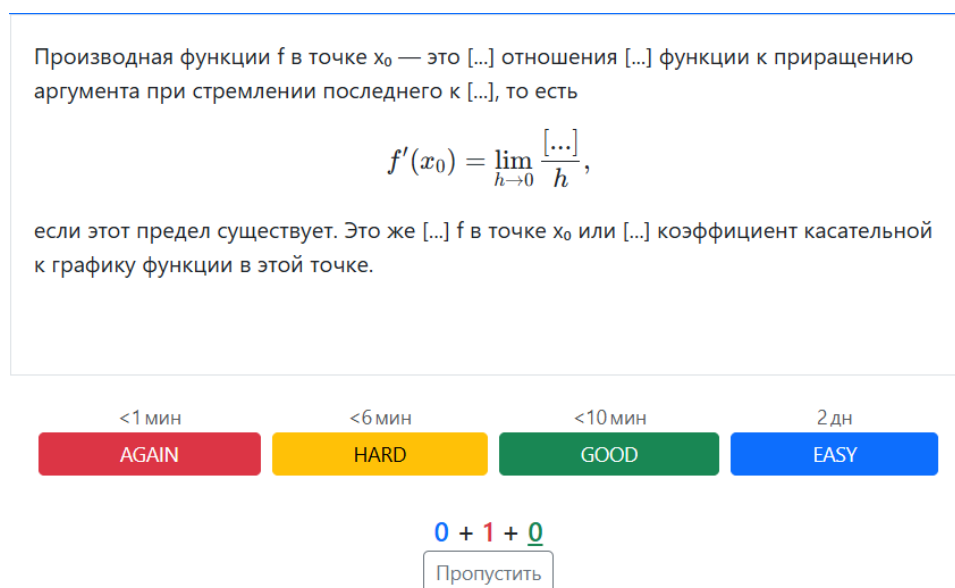 Производная функции f в точке x₀ — это [...] отношения [...] функции к приращению
аргумента при стремлении последнего к [...], то есть
f′(x₀) = lim h→0 [...]/h,
если этот предел существует. Это же [...] f в точке x₀ или [...] коэффициент касательной
к графику функции в этой точке.
<1 мин <6 мин <10 мин 2 дн
AGAIN HARD GOOD EASY
0 + 1 + 0
Пропустить